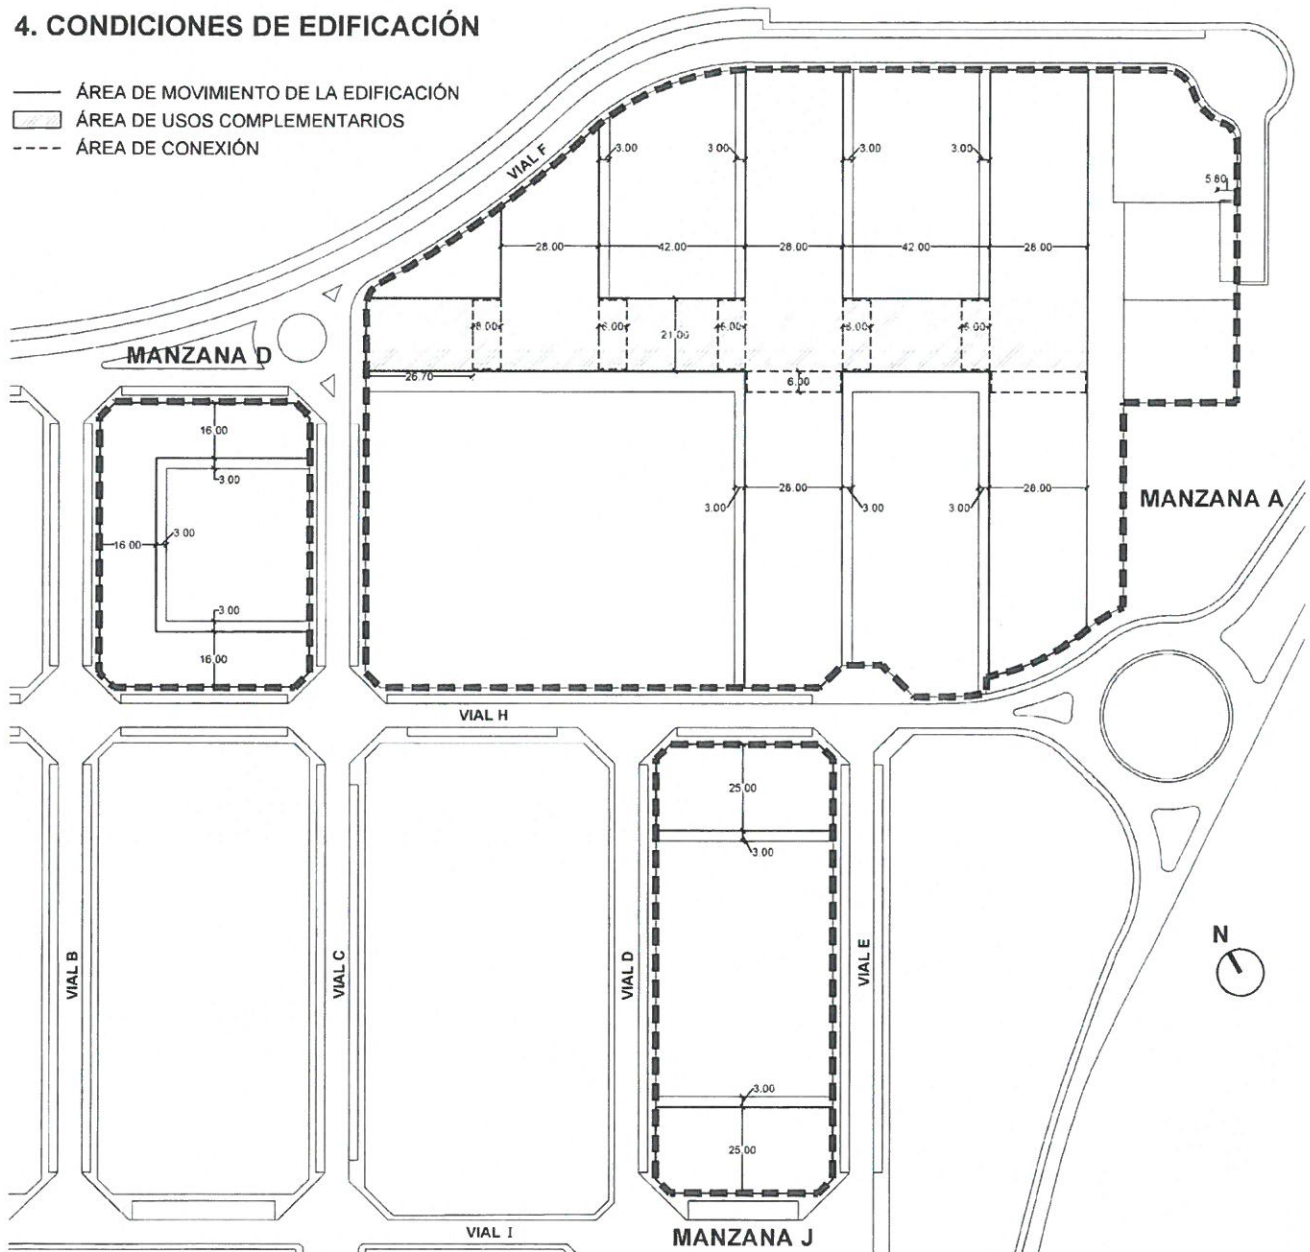 4. CONDICIONES DE EDIFICACIÓN
ÁREA DE MOVIMIENTO DE LA EDIFICACIÓN
ÁREA DE USOS COMPLEMENTARIOS
ÁREA DE CONEXIÓN
VIAL F
3.00
3.00
3.00
3.00
5.80
28.00
42.00
28.00
42.00
28.00
8.00
6.00
21.00
6.00
6.00
6.00
MANZANA D
26.70
6.00
16.00
3.00
3.00
28.00
3.00
3.00
28.00
MANZANA A
16.00
3.00
3.00
16.00
VIAL H
25.00
3.00
VIAL B
VIAL C
VIAL D
VIAL E
N
3.00
25.00
VIAL I
MANZANA J